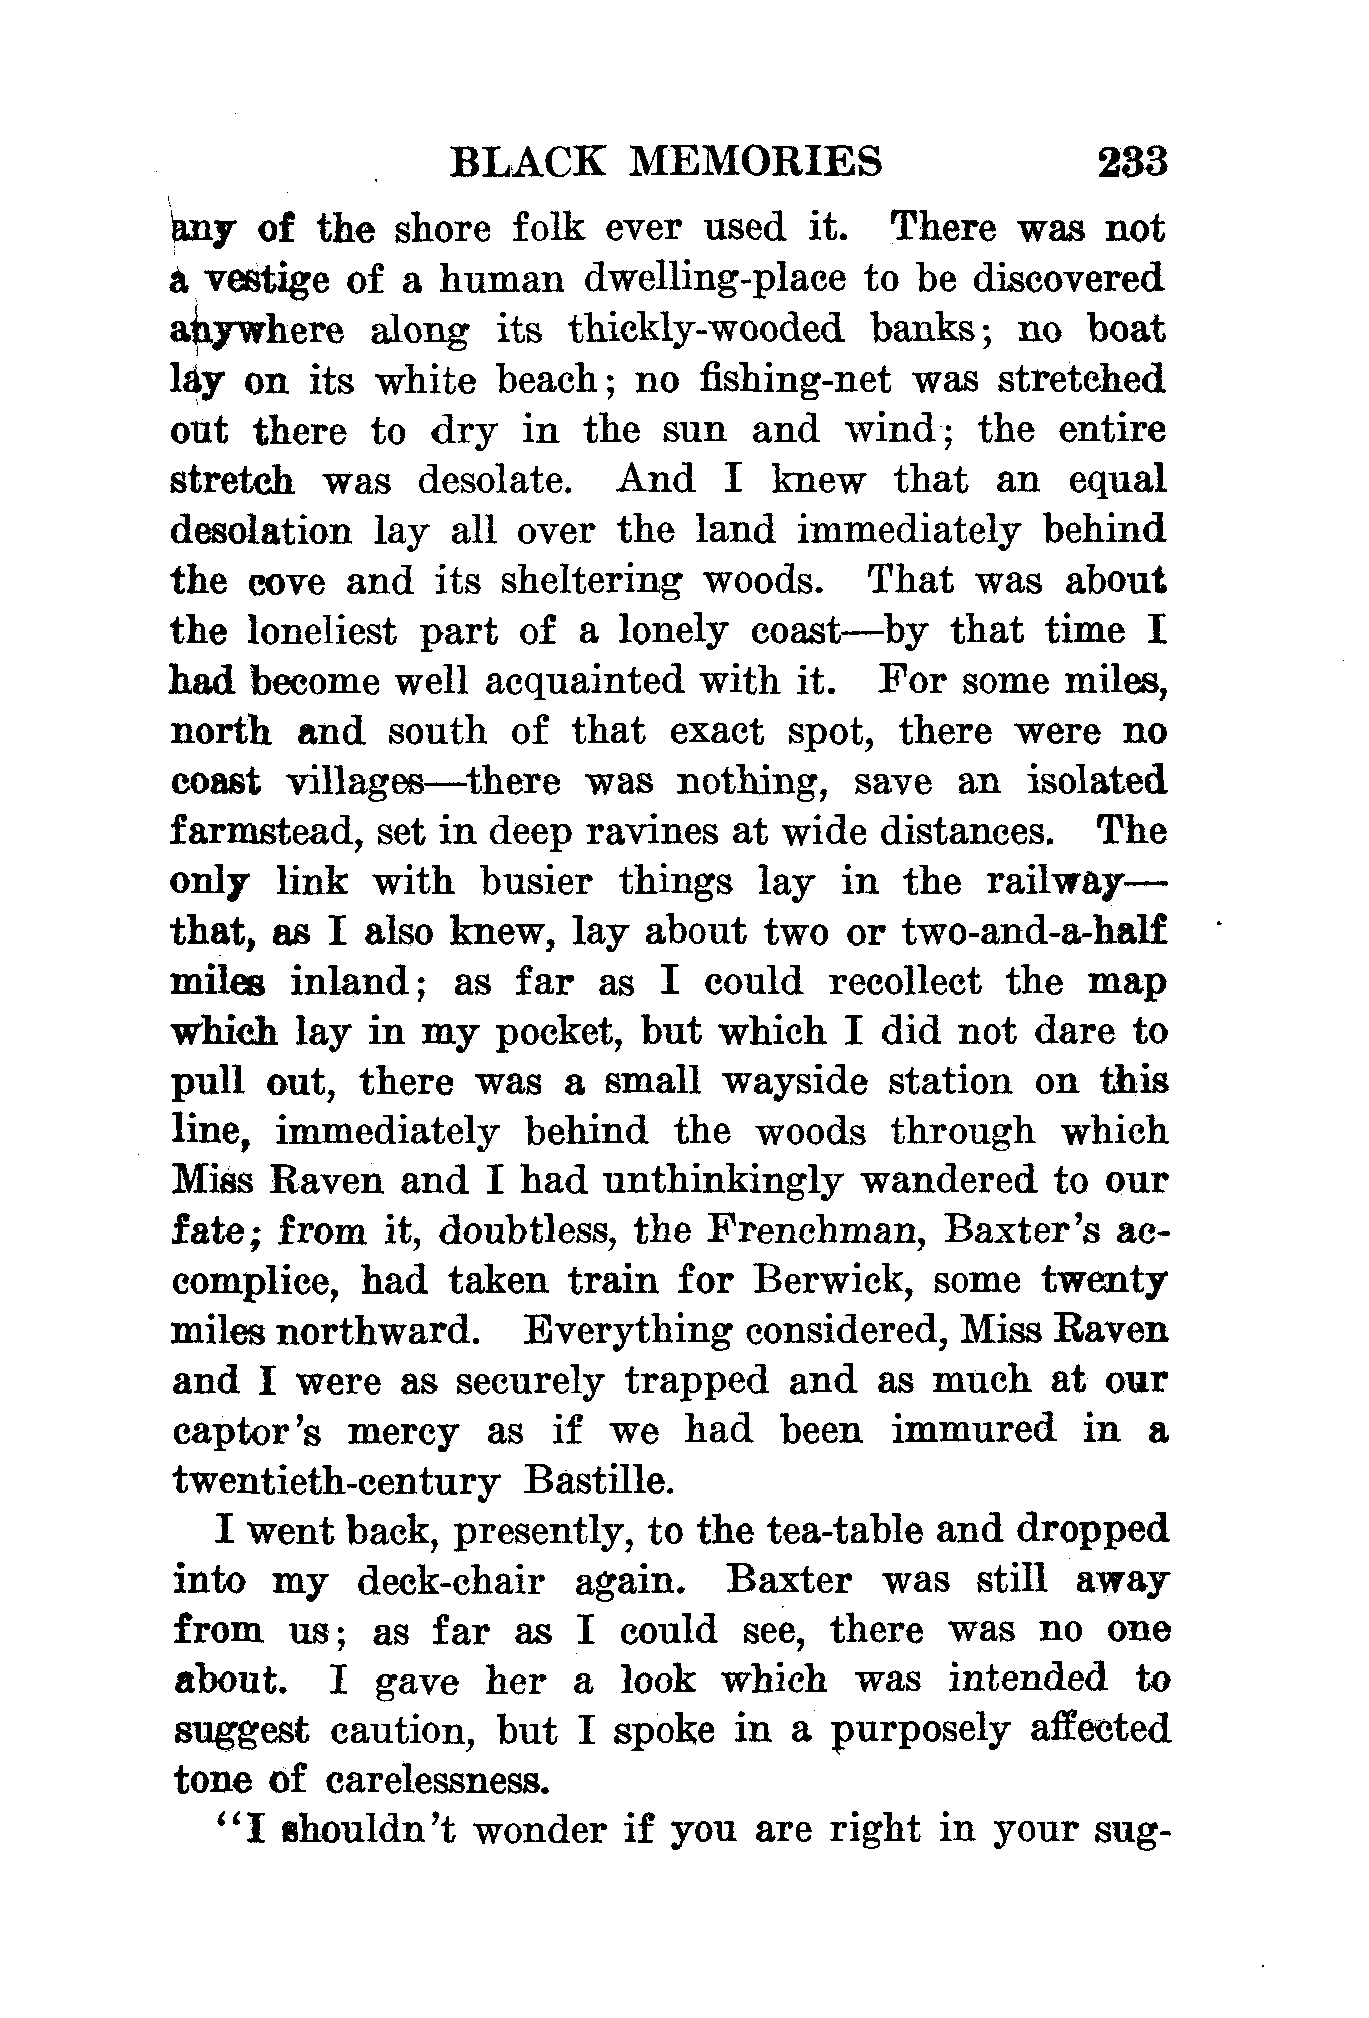 BLACK MEMORIES 233
any of the shore folk ever used it. There was not
a vestige of a human dwelling-place to be discovered
anywhere along its thickly-wooded banks; no boat
lay on its white beach; no fishing-net was stretched
out there to dry in the sun and wind; the entire
stretch was desolate. And I knew that an equal
desolation lay all over the land immediately behind
the cove and its sheltering woods. That was about
the loneliest part of a lonely coast—by that time I
had become well acquainted with it. For some miles,
north and south of that exact spot, there were no
coast villages—there was nothing, save an isolated
farmstead, set in deep ravines at wide distances. The
only link with busier things lay in the railway—
that, as I also knew, lay about two or two-and-a-half
miles inland; as far as I could recollect the map
which lay in my pocket, but which I did not dare to
pull out, there was a small wayside station on this
line, immediately behind the woods through which
Miss Raven and I had unthinkingly wandered to our
fate; from it, doubtless, the Frenchman, Baxter's ac-
complice, had taken train for Berwick, some twenty
miles northward. Everything considered, Miss Raven
and I were as securely trapped and as much at our
captor's mercy as if we had been immured in a
twentieth-century Bastille.
I went back, presently, to the tea-table and dropped
into my deck-chair again. Baxter was still away
from us; as far as I could see, there was no one
about. I gave her a look which was intended to
suggest caution, but I spoke in a purposely affected
tone of carelessness.
"I shouldn't wonder if you are right in your sug-